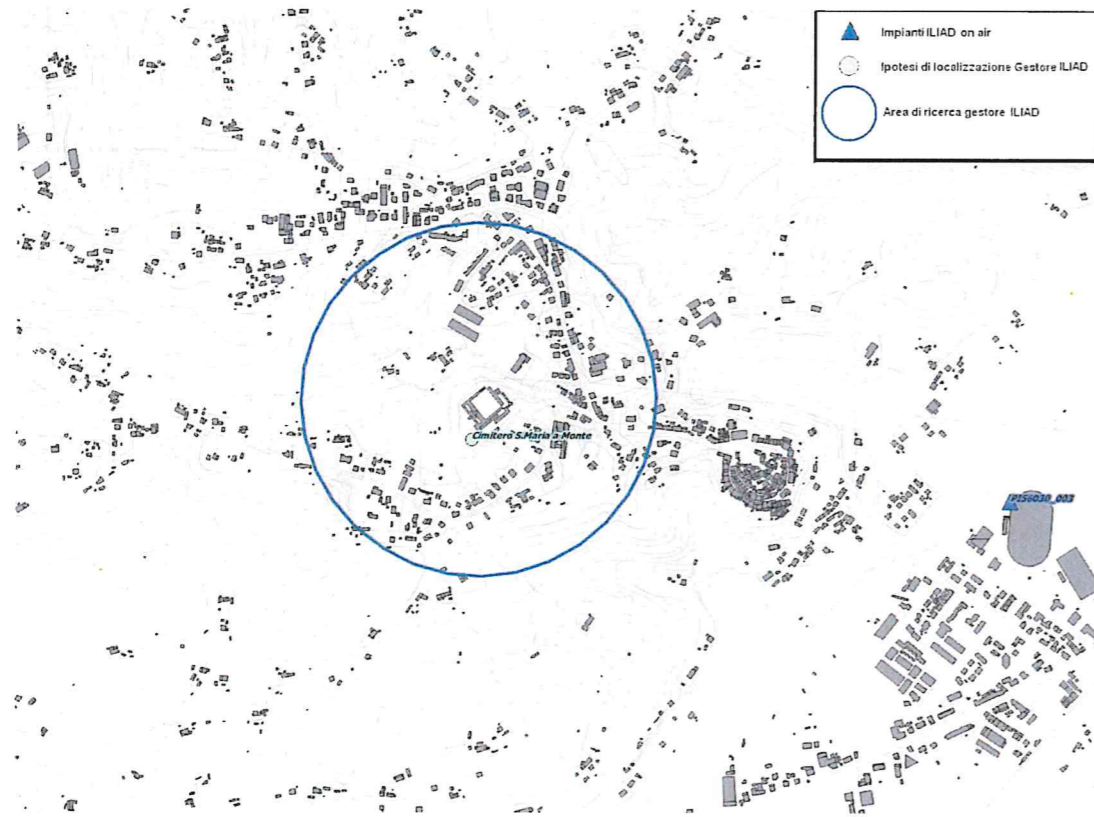 Impianti ILIAD on air
Ipotesi di localizzazione Gestore ILIAD
Area di ricerca gestore ILIAD
Cimitero S.Maria a Monte
PI56030_003